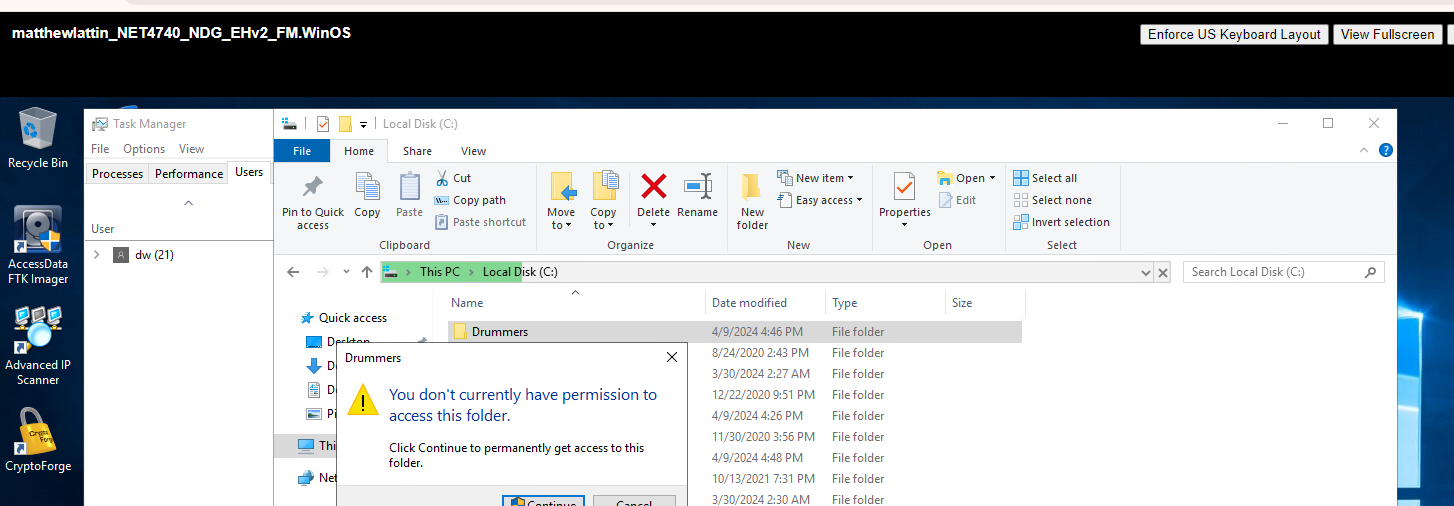 matthewlattin_NET4740_NDG_EHv2_FM.WinOS
Enforce US Keyboard Layout
View Fullscreen
Recycle Bin
AccessData
FTK Imager
Advanced IP
Scanner
CryptoForge
Task Manager
File Options View
Processes Performance Users
User
dw (21)
Local Disk (C:)
File Home Share View
Pin to Quick
access
Copy
Paste
Cut
Copy path
Paste shortcut
Clipboard
Move
to
Copy
to
Delete
Rename
Organize
New
folder
New item
Easy access
New
Properties
Open
Edit
Open
Select all
Select none
Invert selection
Select
This PC Local Disk (C:)
Search Local Disk (C:)
Name Date modified Type Size
Quick access
Desktop
Drummers 4/9/2024 4:46 PM File folder
8/24/2020 2:43 PM File folder
3/30/2024 2:27 AM File folder
12/22/2020 9:51 PM File folder
4/9/2024 4:26 PM File folder
11/30/2020 3:56 PM File folder
4/9/2024 4:48 PM File folder
10/13/2021 7:31 PM File folder
3/30/2024 2:30 AM File folder
Drummers
You don't currently have permission to
access this folder.
Click Continue to permanently get access to this
folder.
Continue
Cancel